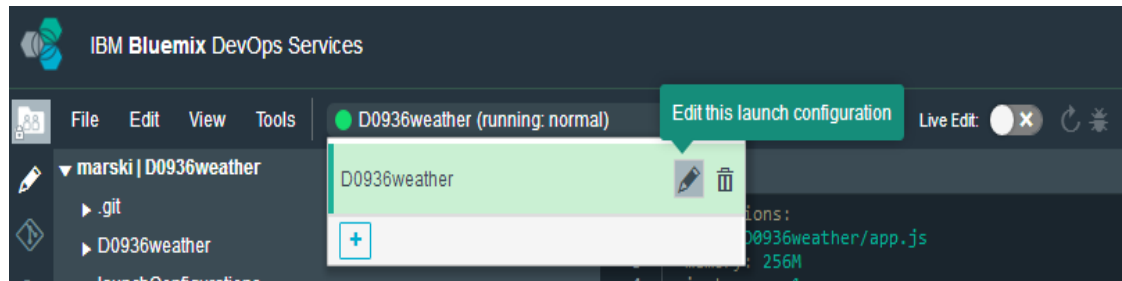 IBM Bluemix DevOps Services
File Edit View Tools D0936weather (running: normal) Edit this launch configuration Live Edit:
marski | D0936weather
D0936weather
.git
D0936weather
D0936weather/app.js
256M